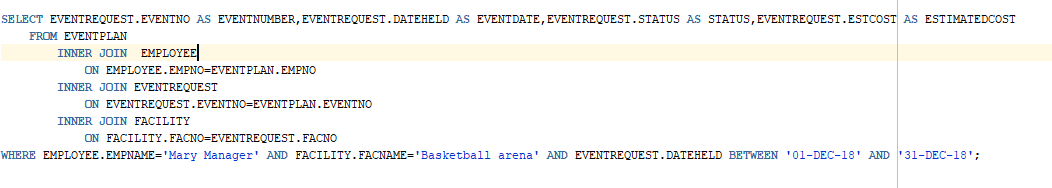 SELECT EVENTREQUEST.EVENTNO AS EVENTNUMBER,EVENTREQUEST.DATEHELD AS EVENTDATE,EVENTREQUEST.STATUS AS STATUS,EVENTREQUEST.ESTCOST AS ESTIMATEDCOST
FROM EVENTPLAN
INNER JOIN  EMPLOYEE
ON EMPLOYEE.EMPNO=EVENTPLAN.EMPNO
INNER JOIN EVENTREQUEST
ON EVENTREQUEST.EVENTNO=EVENTPLAN.EVENTNO
INNER JOIN FACILITY
ON FACILITY.FACNO=EVENTREQUEST.FACNO
WHERE EMPLOYEE.EMPNAME='Mary Manager' AND FACILITY.FACNAME='Basketball arena' AND EVENTREQUEST.DATEHELD BETWEEN '01-DEC-18' AND '31-DEC-18';